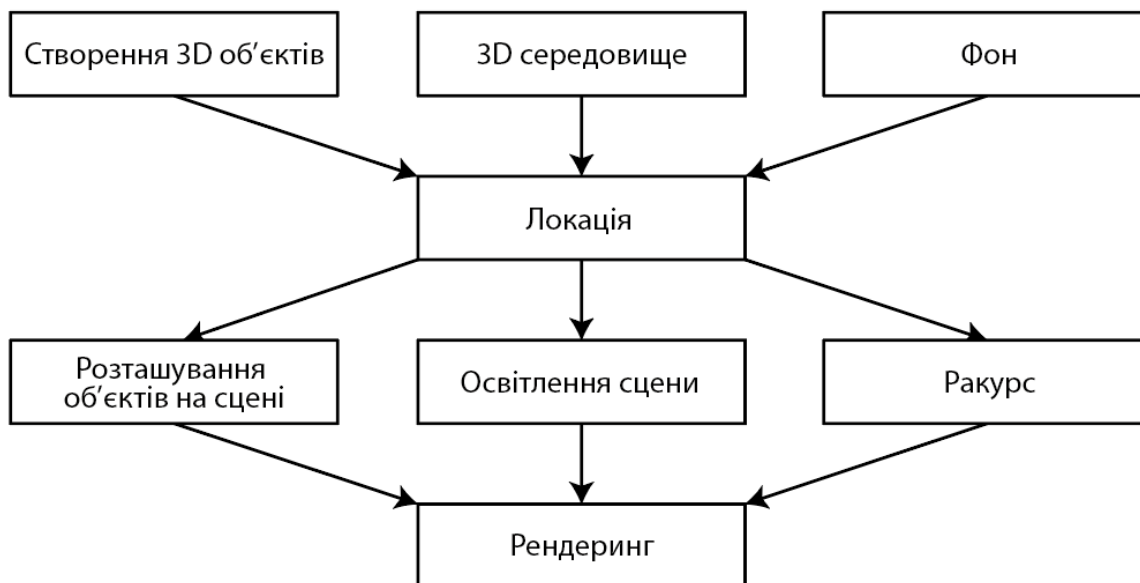 Створення 3D об’єктів
3D середовище
Фон
Локація
Розташування
об’єктів на сцені
Освітлення сцени
Ракурс
Рендеринг